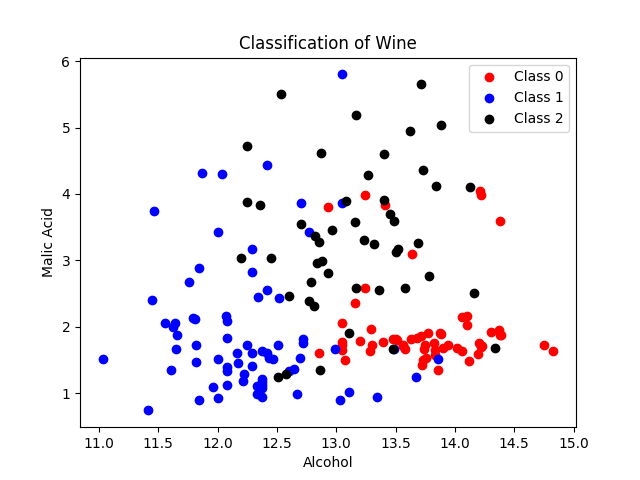 Classification of Wine
Class 0
Class 1
Class 2
Malic Acid
6
5
4
3
2
1
11.0 11.5 12.0 12.5 13.0 13.5 14.0 14.5 15.0
Alcohol